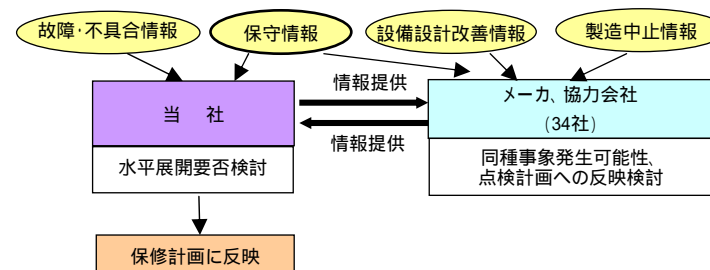 故障・不具合情報
保守情報
設備設計改善情報
製造中止情報
情報提供
当 社
メーカ、協力会社
(34社)
情報提供
水平展開要否検討
同種事象発生可能性、
点検計画への反映検討
保修計画に反映